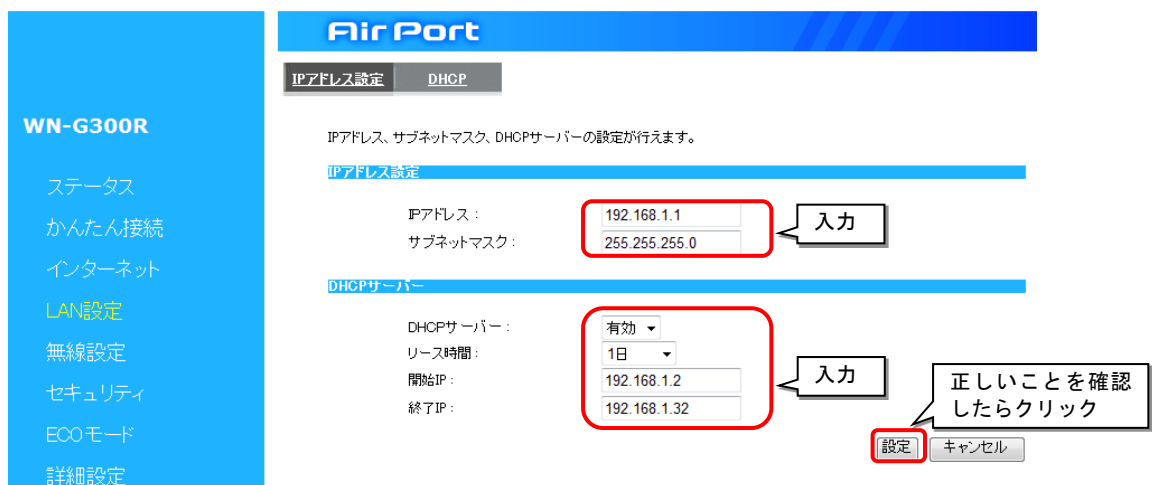 AirPort
IPアドレス設定 DHCP
WN-G300R
ステータス
かんたん接続
インターネット
LAN設定
無線設定
セキュリティ
ECOモード
詳細設定
IPアドレス、サブネットマスク、DHCPサーバーの設定が行えます。
IPアドレス設定
IPアドレス： 192.168.1.1
サブネットマスク： 255.255.255.0
入力
DHCPサーバー
DHCPサーバー： 有効
リース時間： 1日
開始IP： 192.168.1.2
終了IP： 192.168.1.32
入力
正しいことを確認
したらクリック
設定 キャンセル